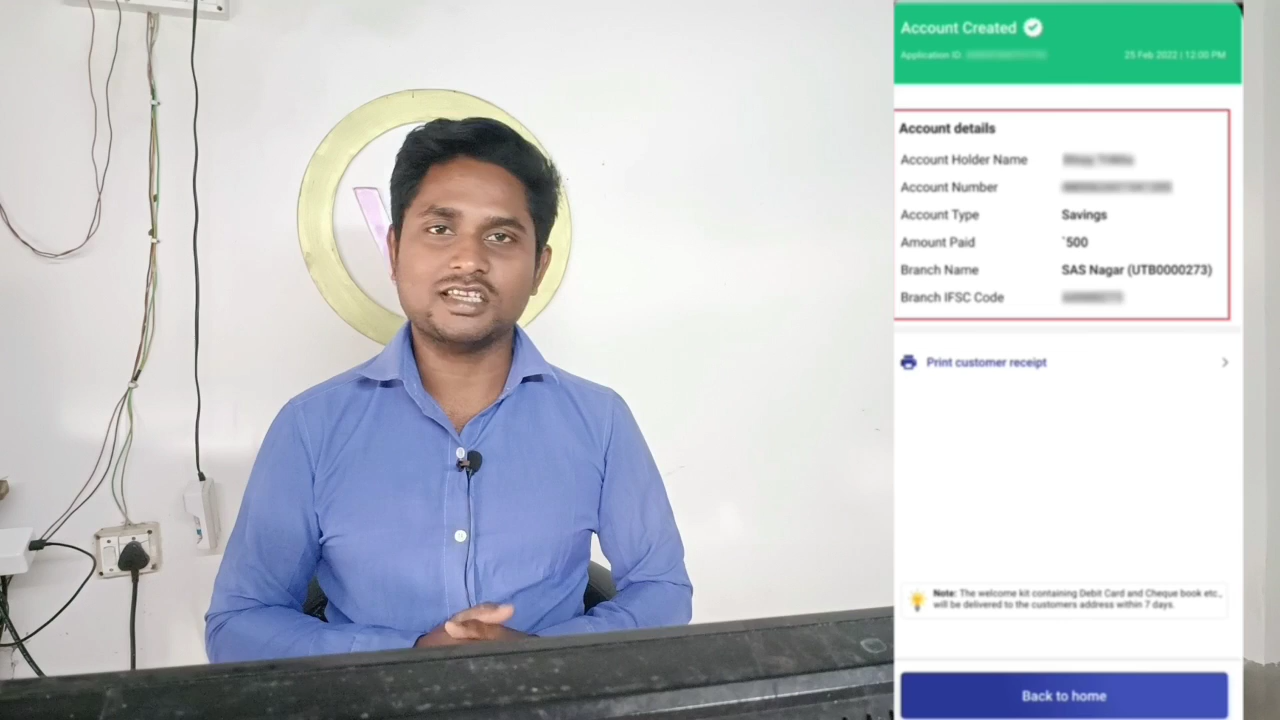 Account Created
Application ID:
25 Feb 2022 | 12:00 PM
Account details
Account Holder Name
Account Number
Account Type Savings
Amount Paid `500
Branch Name SAS Nagar (UTB0000273)
Branch IFSC Code
Print customer receipt
Note: The welcome kit containing Debit Card and Cheque book etc.,
will be delivered to the customers address within 7 days.
Back to home